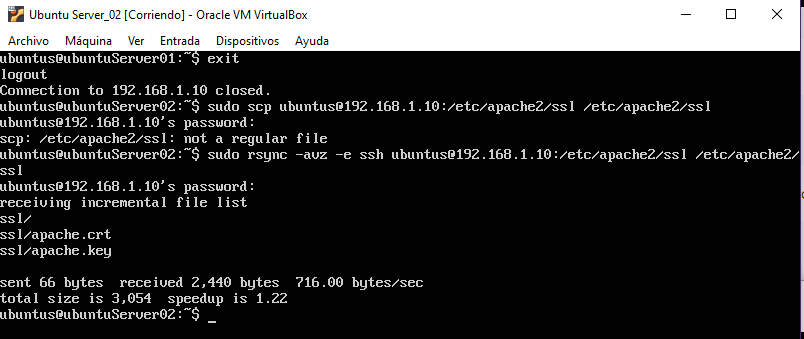 Ubuntu Server_02 [Corriendo] - Oracle VM VirtualBox
Archivo Máquina Ver Entrada Dispositivos Ayuda
ubuntus@ubuntuServer01:~$ exit
logout
Connection to 192.168.1.10 closed.
ubuntus@ubuntuServer02:~$ sudo scp ubuntus@192.168.1.10:/etc/apache2/ssl /etc/apache2/ssl
ubuntus@192.168.1.10's password:
scp: /etc/apache2/ssl: not a regular file
ubuntus@ubuntuServer02:~$ sudo rsync -avz -e ssh ubuntus@192.168.1.10:/etc/apache2/ssl /etc/apache2/
ssl
ubuntus@192.168.1.10's password:
receiving incremental file list
ssl/
ssl/apache.crt
ssl/apache.key
sent 66 bytes  received 2,440 bytes  716.00 bytes/sec
total size is 3,054  speedup is 1.22
ubuntus@ubuntuServer02:~$ _